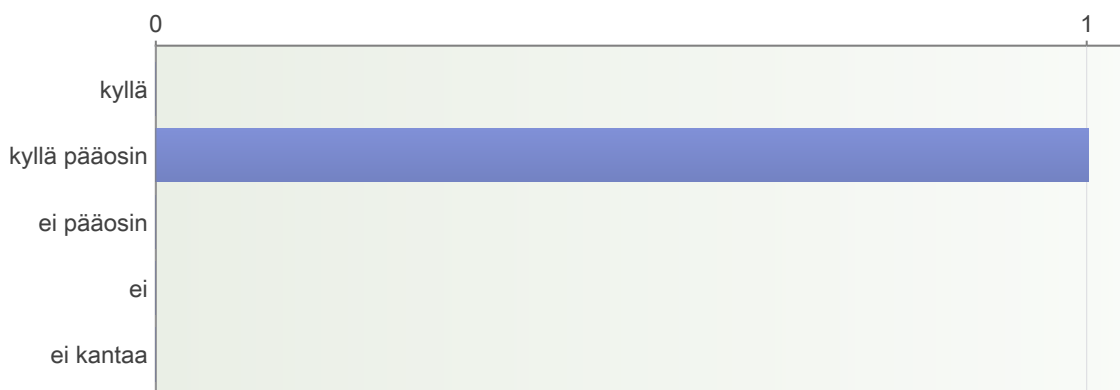 0 1
kyllä
kyllä pääosin
ei pääosin
ei
ei kantaa